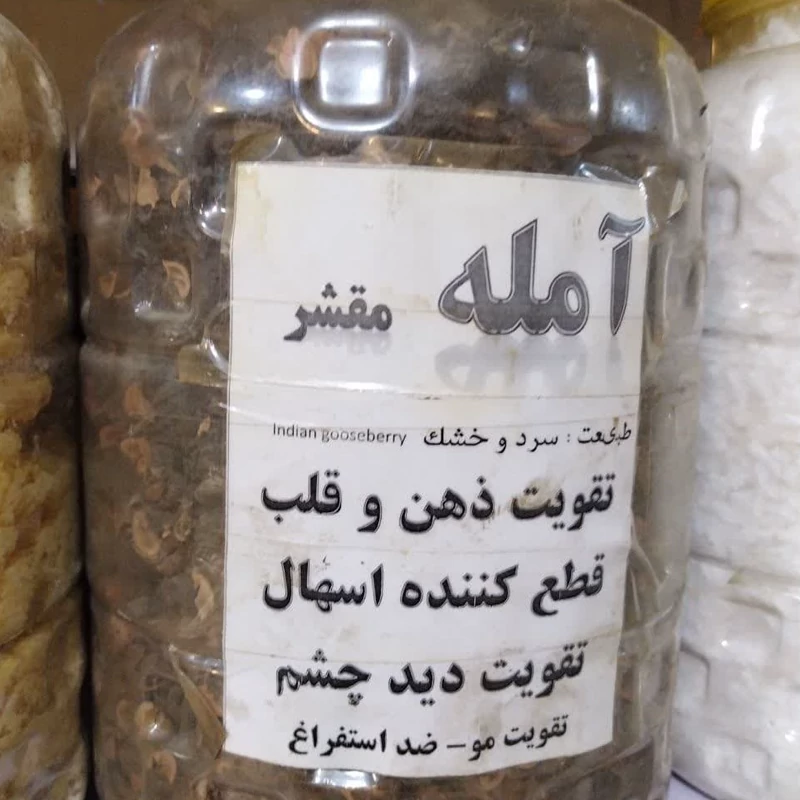 آمله مقشر
طبیعت : سرد و خشك Indian gooseberry
تقویت ذهن و قلب
قطع کننده اسهال
تقویت دید چشم
تقویت مو - ضد استفراغ